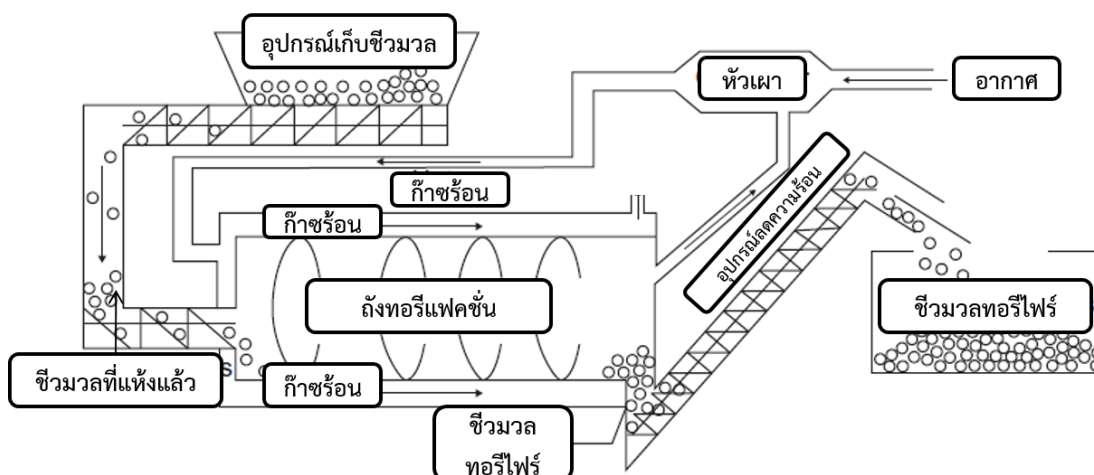 อุปกรณ์เก็บชีวมวล
หัวเผา
อากาศ
ก๊าซร้อน
ก๊าซร้อน
อุปกรณ์ลดความร้อน
ถังทอรีแฟคชั่น
ชีวมวลทอรีไฟร์
ชีวมวลที่แห้งแล้ว
s
ก๊าซร้อน
ชีวมวล
ทอรีไฟร์